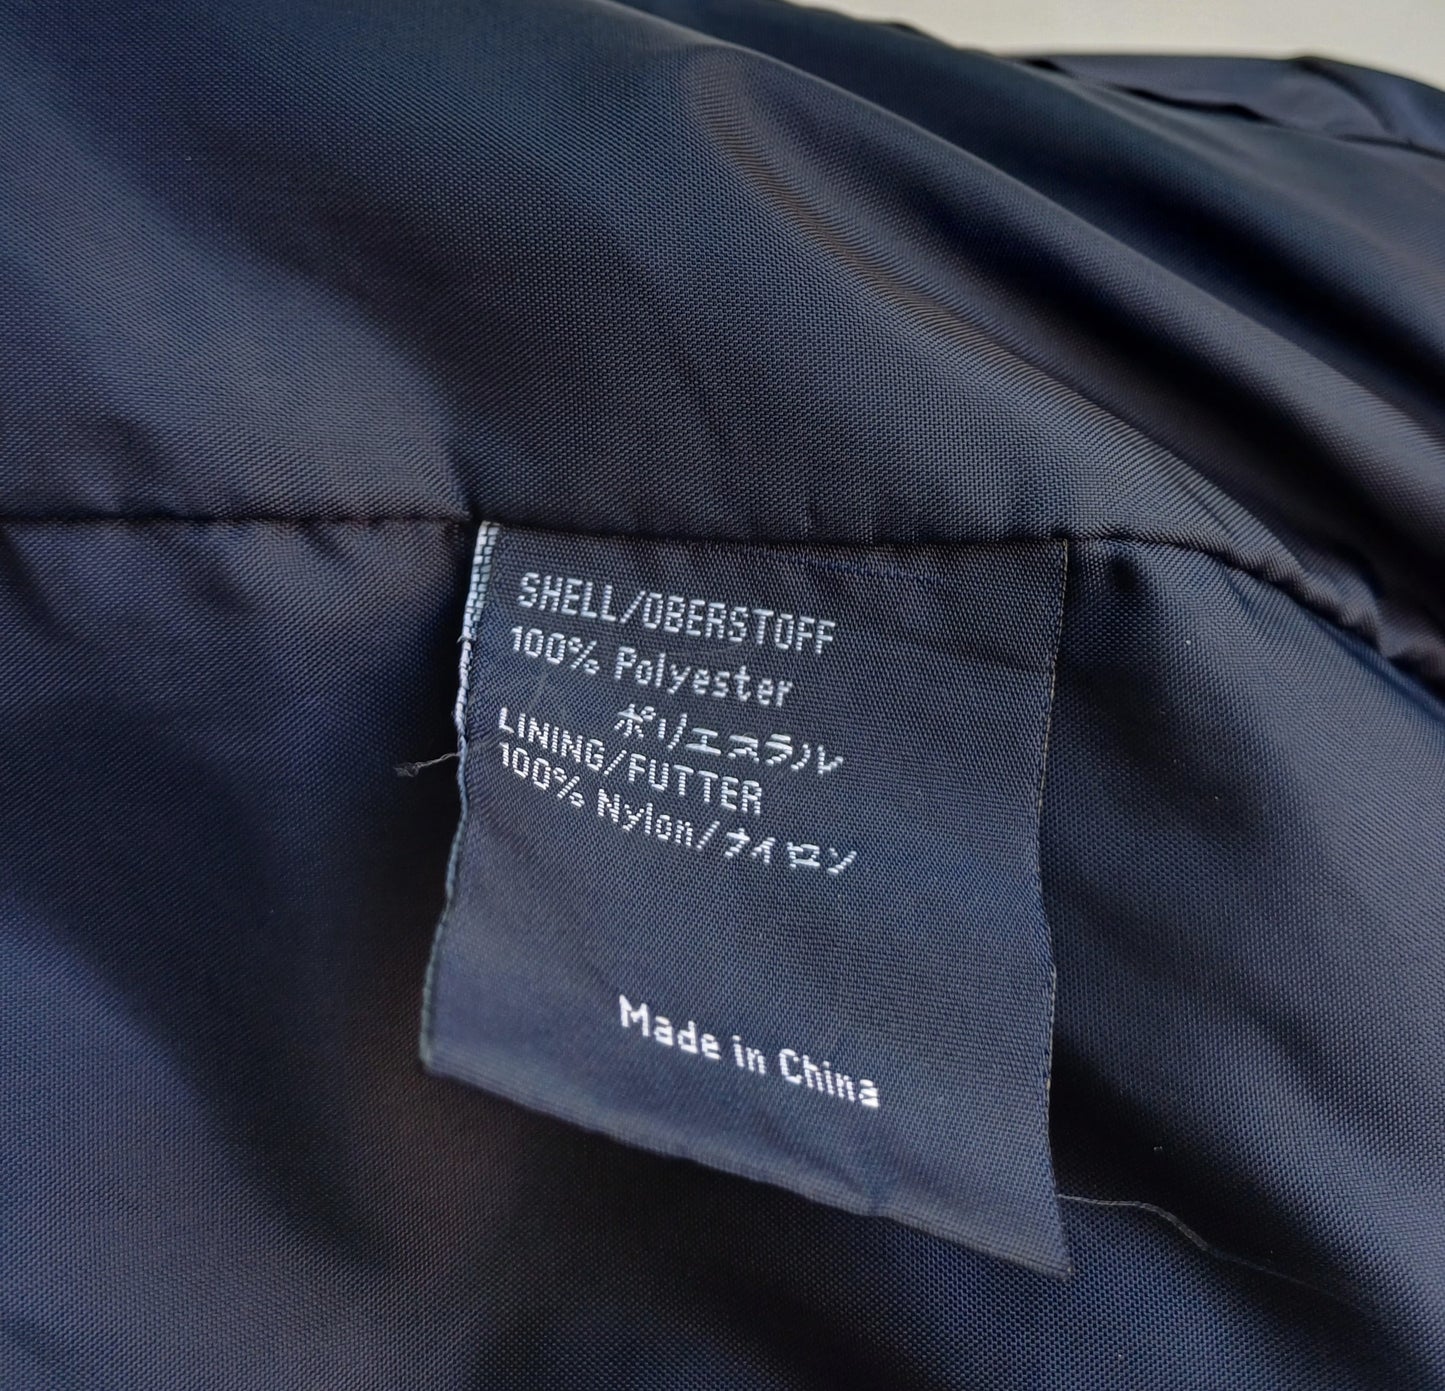 SHELL/OBERSTOFF
100% Polyester
ポリエステル
LINING/FUTTER
100% Nylon/ナイロン
Made in China